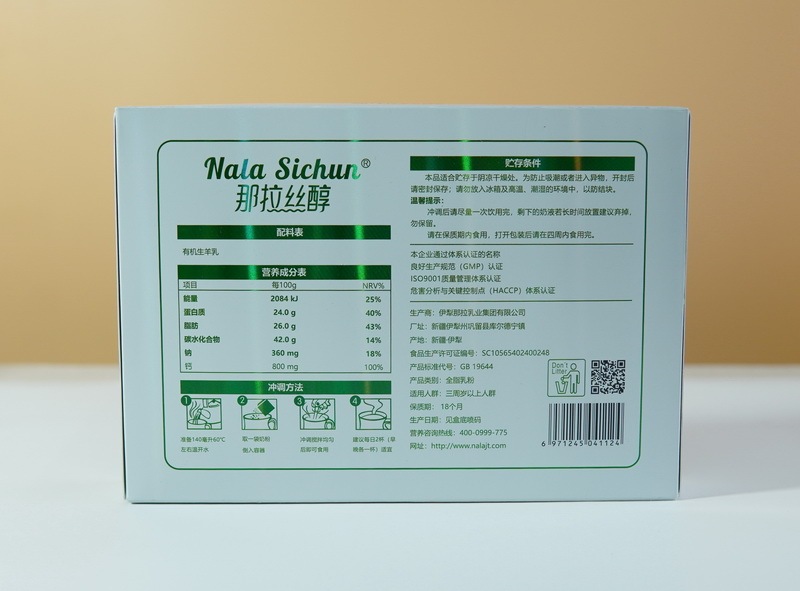 Nala Sichun®
那拉丝醇
配料表
有机生羊乳
营养成分表
项目 每100g NRV%
能量 2084 kJ 25%
蛋白质 24.0 g 40%
脂肪 26.0 g 43%
碳水化合物 42.0 g 14%
钠 360 mg 18%
钙 800 mg 100%
冲调方法
1 2 3 4
准备140毫升60℃
左右温开水
取一袋奶粉
倒入容器
冲调搅拌均匀
后即可食用
建议每日2杯（早
晚各一杯）适宜
贮存条件
本品适合贮存于阴凉干燥处。为防止吸潮或者进入异物，开封后
请密封保存；请勿放入冰箱及高温、潮湿的环境中，以防结块。
温馨提示：
冲调后请尽量一次饮用完，剩下的奶液若长时间放置建议弃掉，
勿保留。
请在保质期内食用，打开包装后请在四周内食用完。
本企业通过体系认证的名称
良好生产规范（GMP）认证
ISO9001质量管理体系认证
危害分析与关键控制点（HACCP）体系认证
生产商：伊犁那拉乳业集团有限公司
厂址：新疆伊犁州巩留县库尔德宁镇
产地：新疆·伊犁
食品生产许可证编号：SC10565402400248
产品标准代号：GB 19644
产品类别：全脂乳粉
适用人群：三周岁以上人群
保质期：18个月
生产日期：见盒底喷码
营养咨询热线：400-0999-775
网址：http://www.nalajt.com
Don't
Litter
6 971245 041124